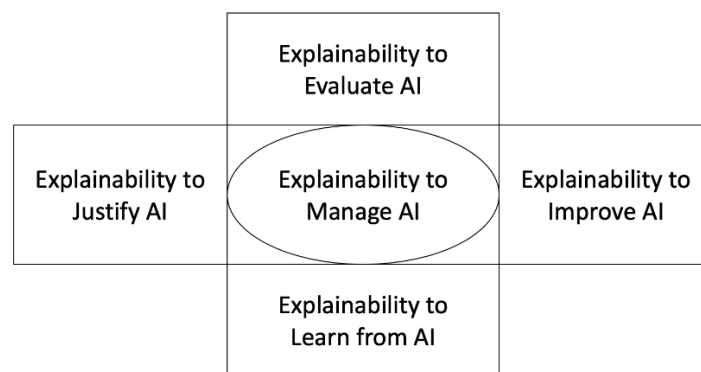 Explainability to
Evaluate AI
Explainability to
Justify AI
Explainability to
Manage AI
Explainability to
Improve AI
Explainability to
Learn from AI